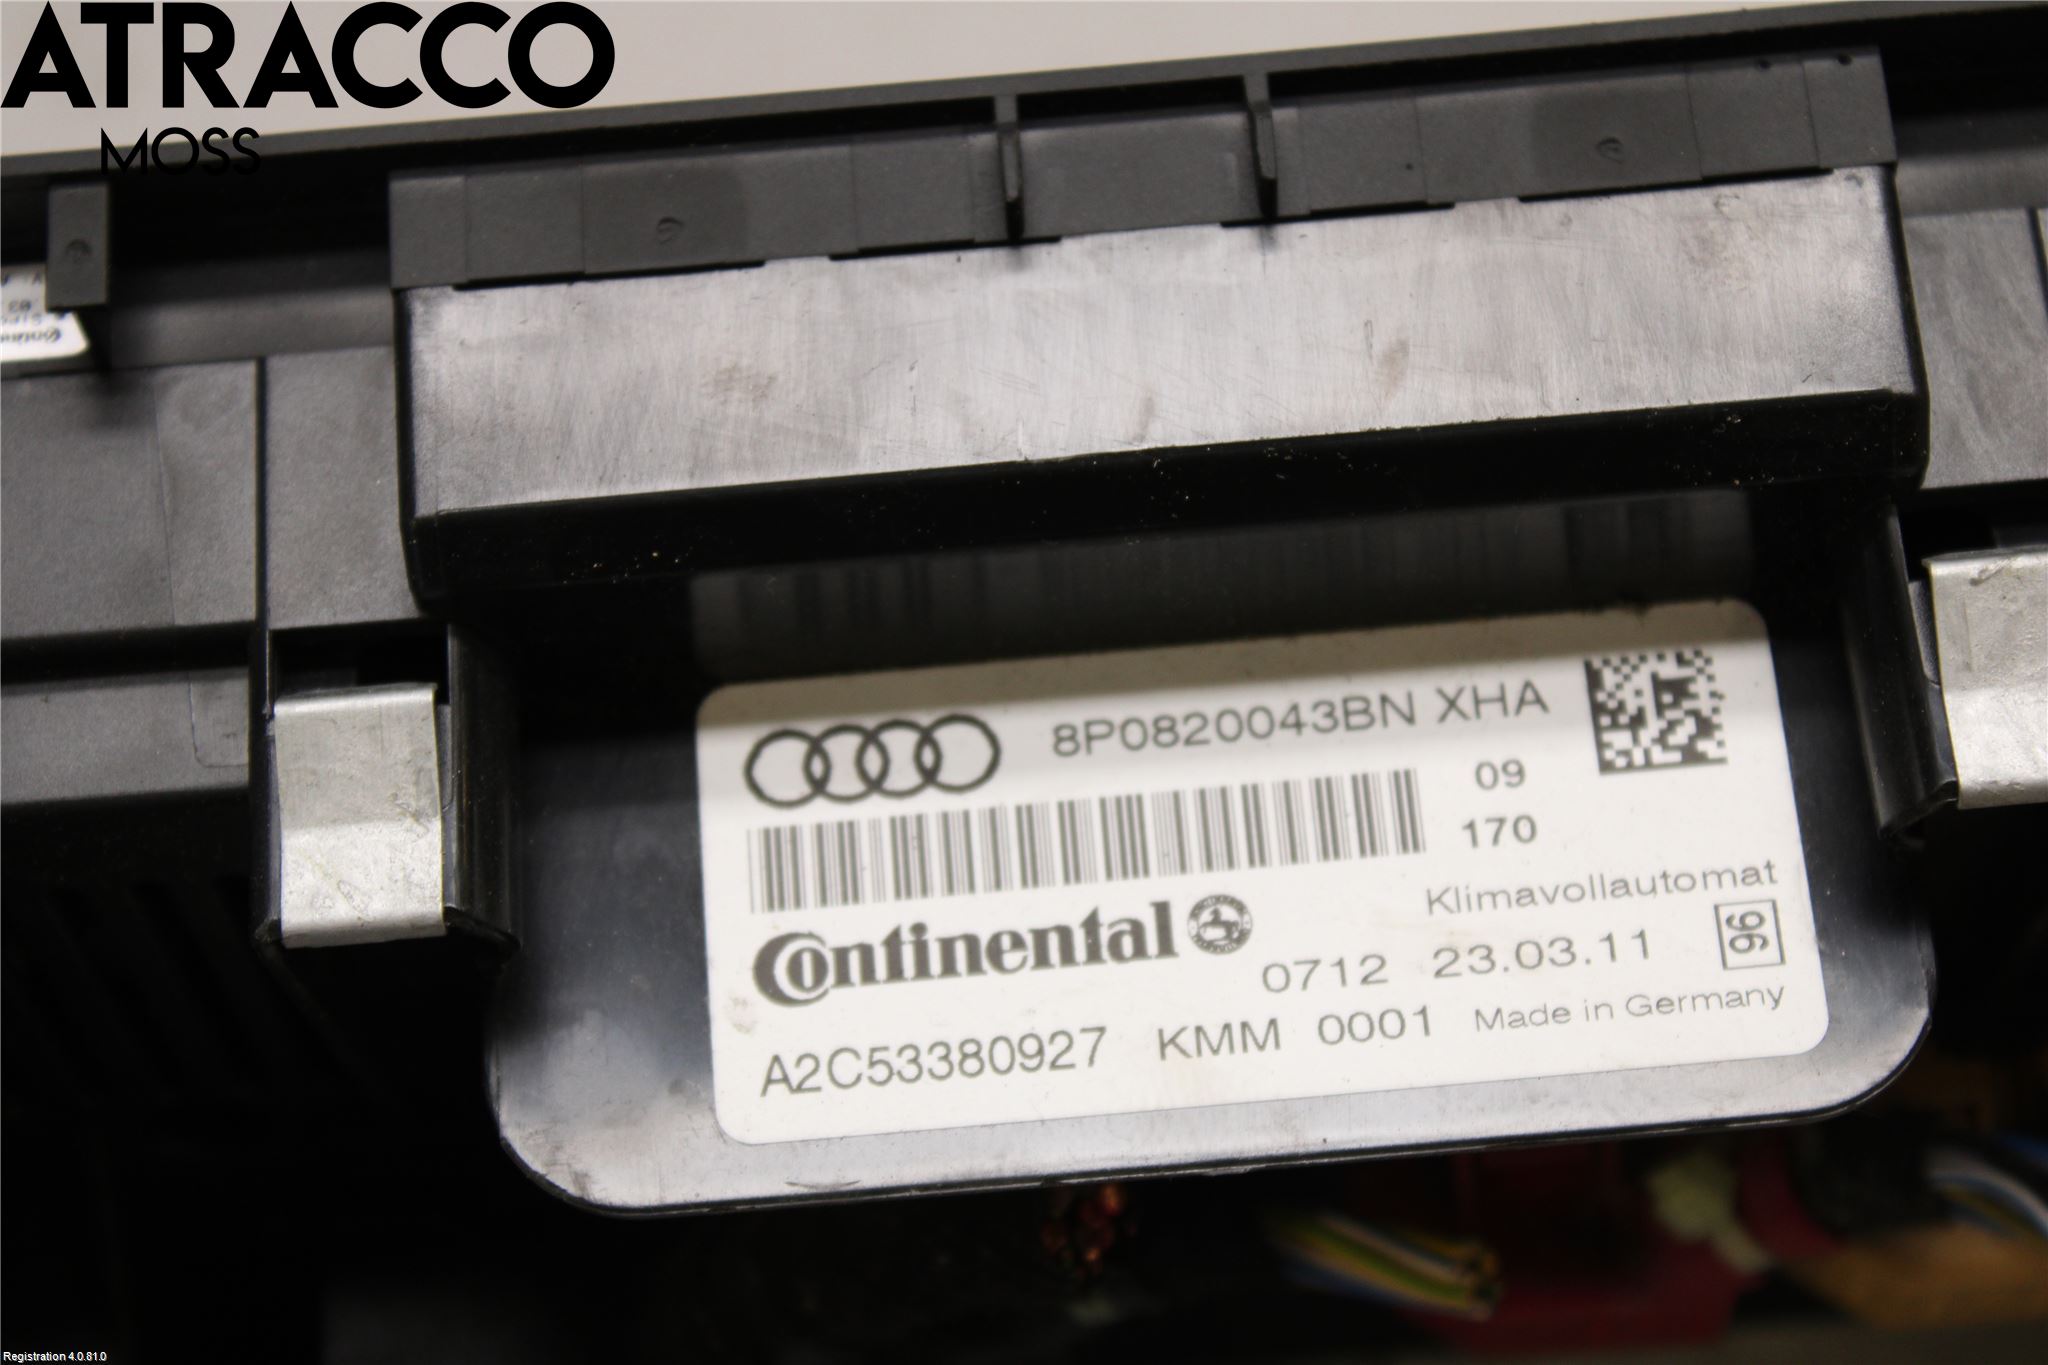 ATRACCO
MOSS
8P0820043BN XHA
09
170
Klimavollautomat
Continental
0712 23.03.11 96
A2C53380927 KMM 0001 Made in Germany
Registration 4.0.81.0